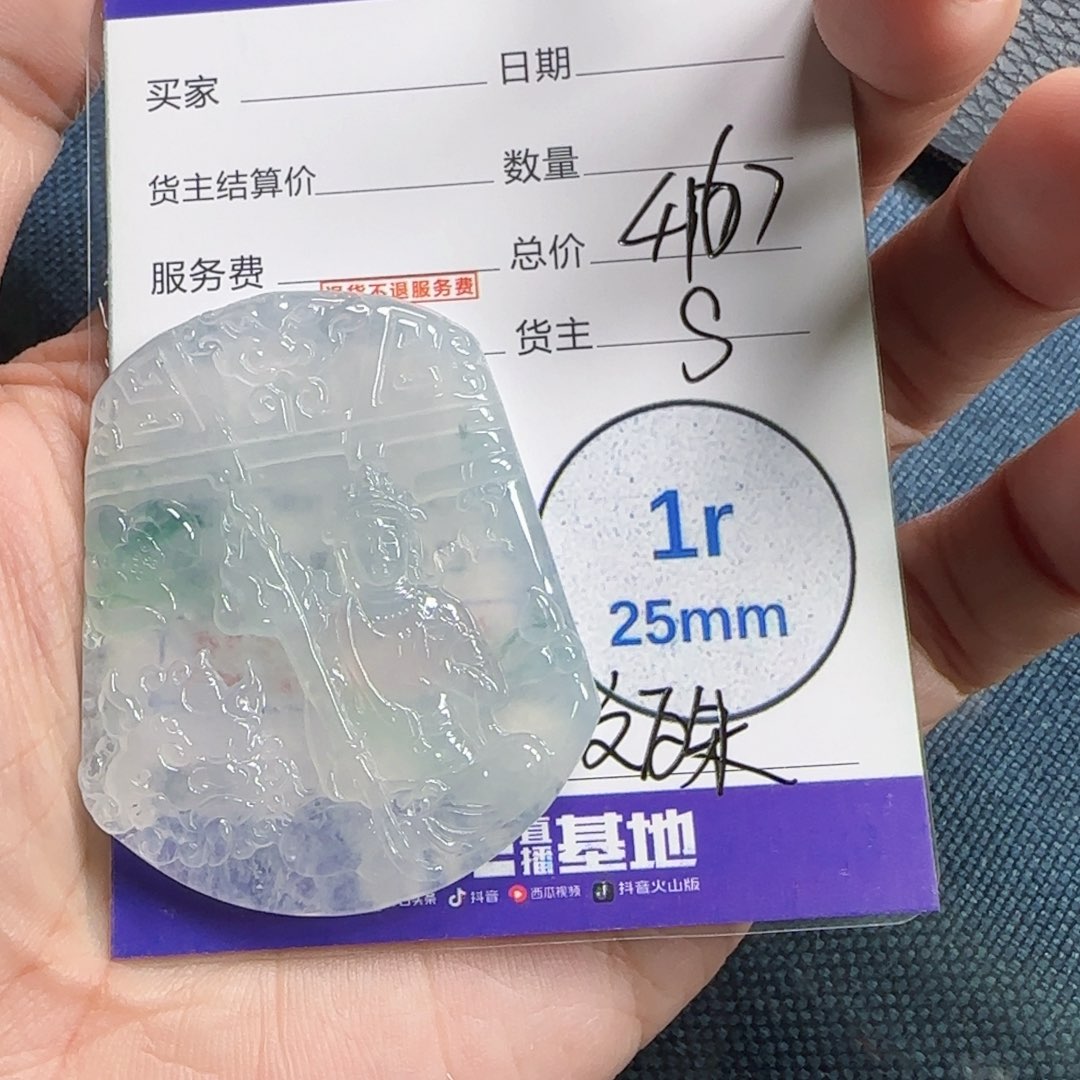 买家 日期
货主结算价 数量
4167
服务费 总价
退货不退服务费
货主 S
1r
25mm
直播基地
抖音 西瓜视频 抖音火山版